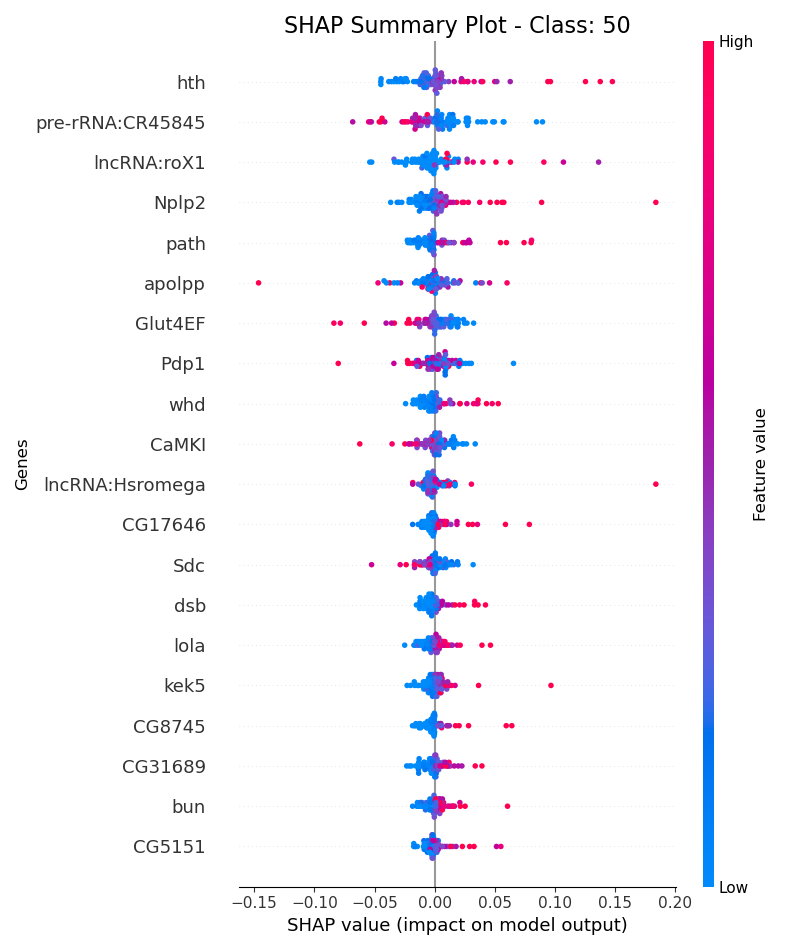 SHAP Summary Plot - Class: 50
High
hth
pre-rRNA:CR45845
lncRNA:roX1
Nplp2
path
apolpp
Glut4EF
Pdp1
whd
CaMKI
lncRNA:Hsromega
CG17646
Sdc
dsb
lola
kek5
CG8745
CG31689
bun
CG5151
Genes
Feature value
Low
−0.15 −0.10 −0.05 0.00 0.05 0.10 0.15 0.20
SHAP value (impact on model output)